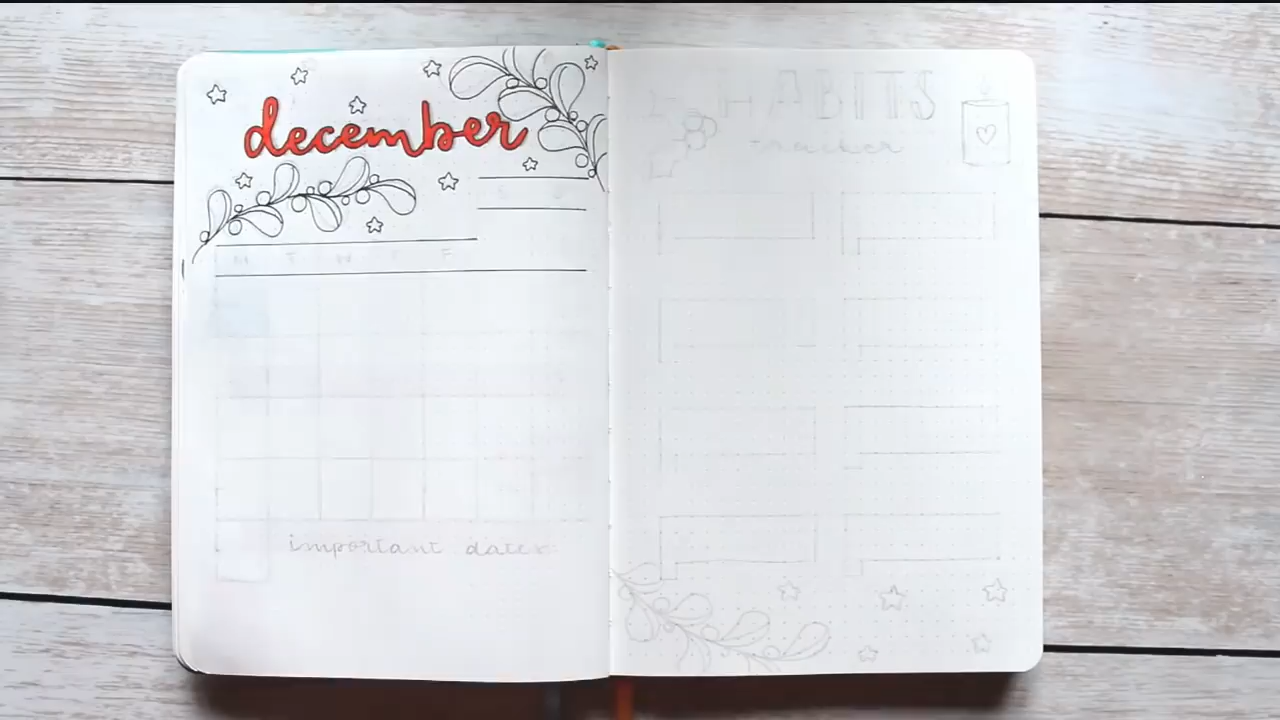 december
M T W T F
important dates
HABITS
tracker